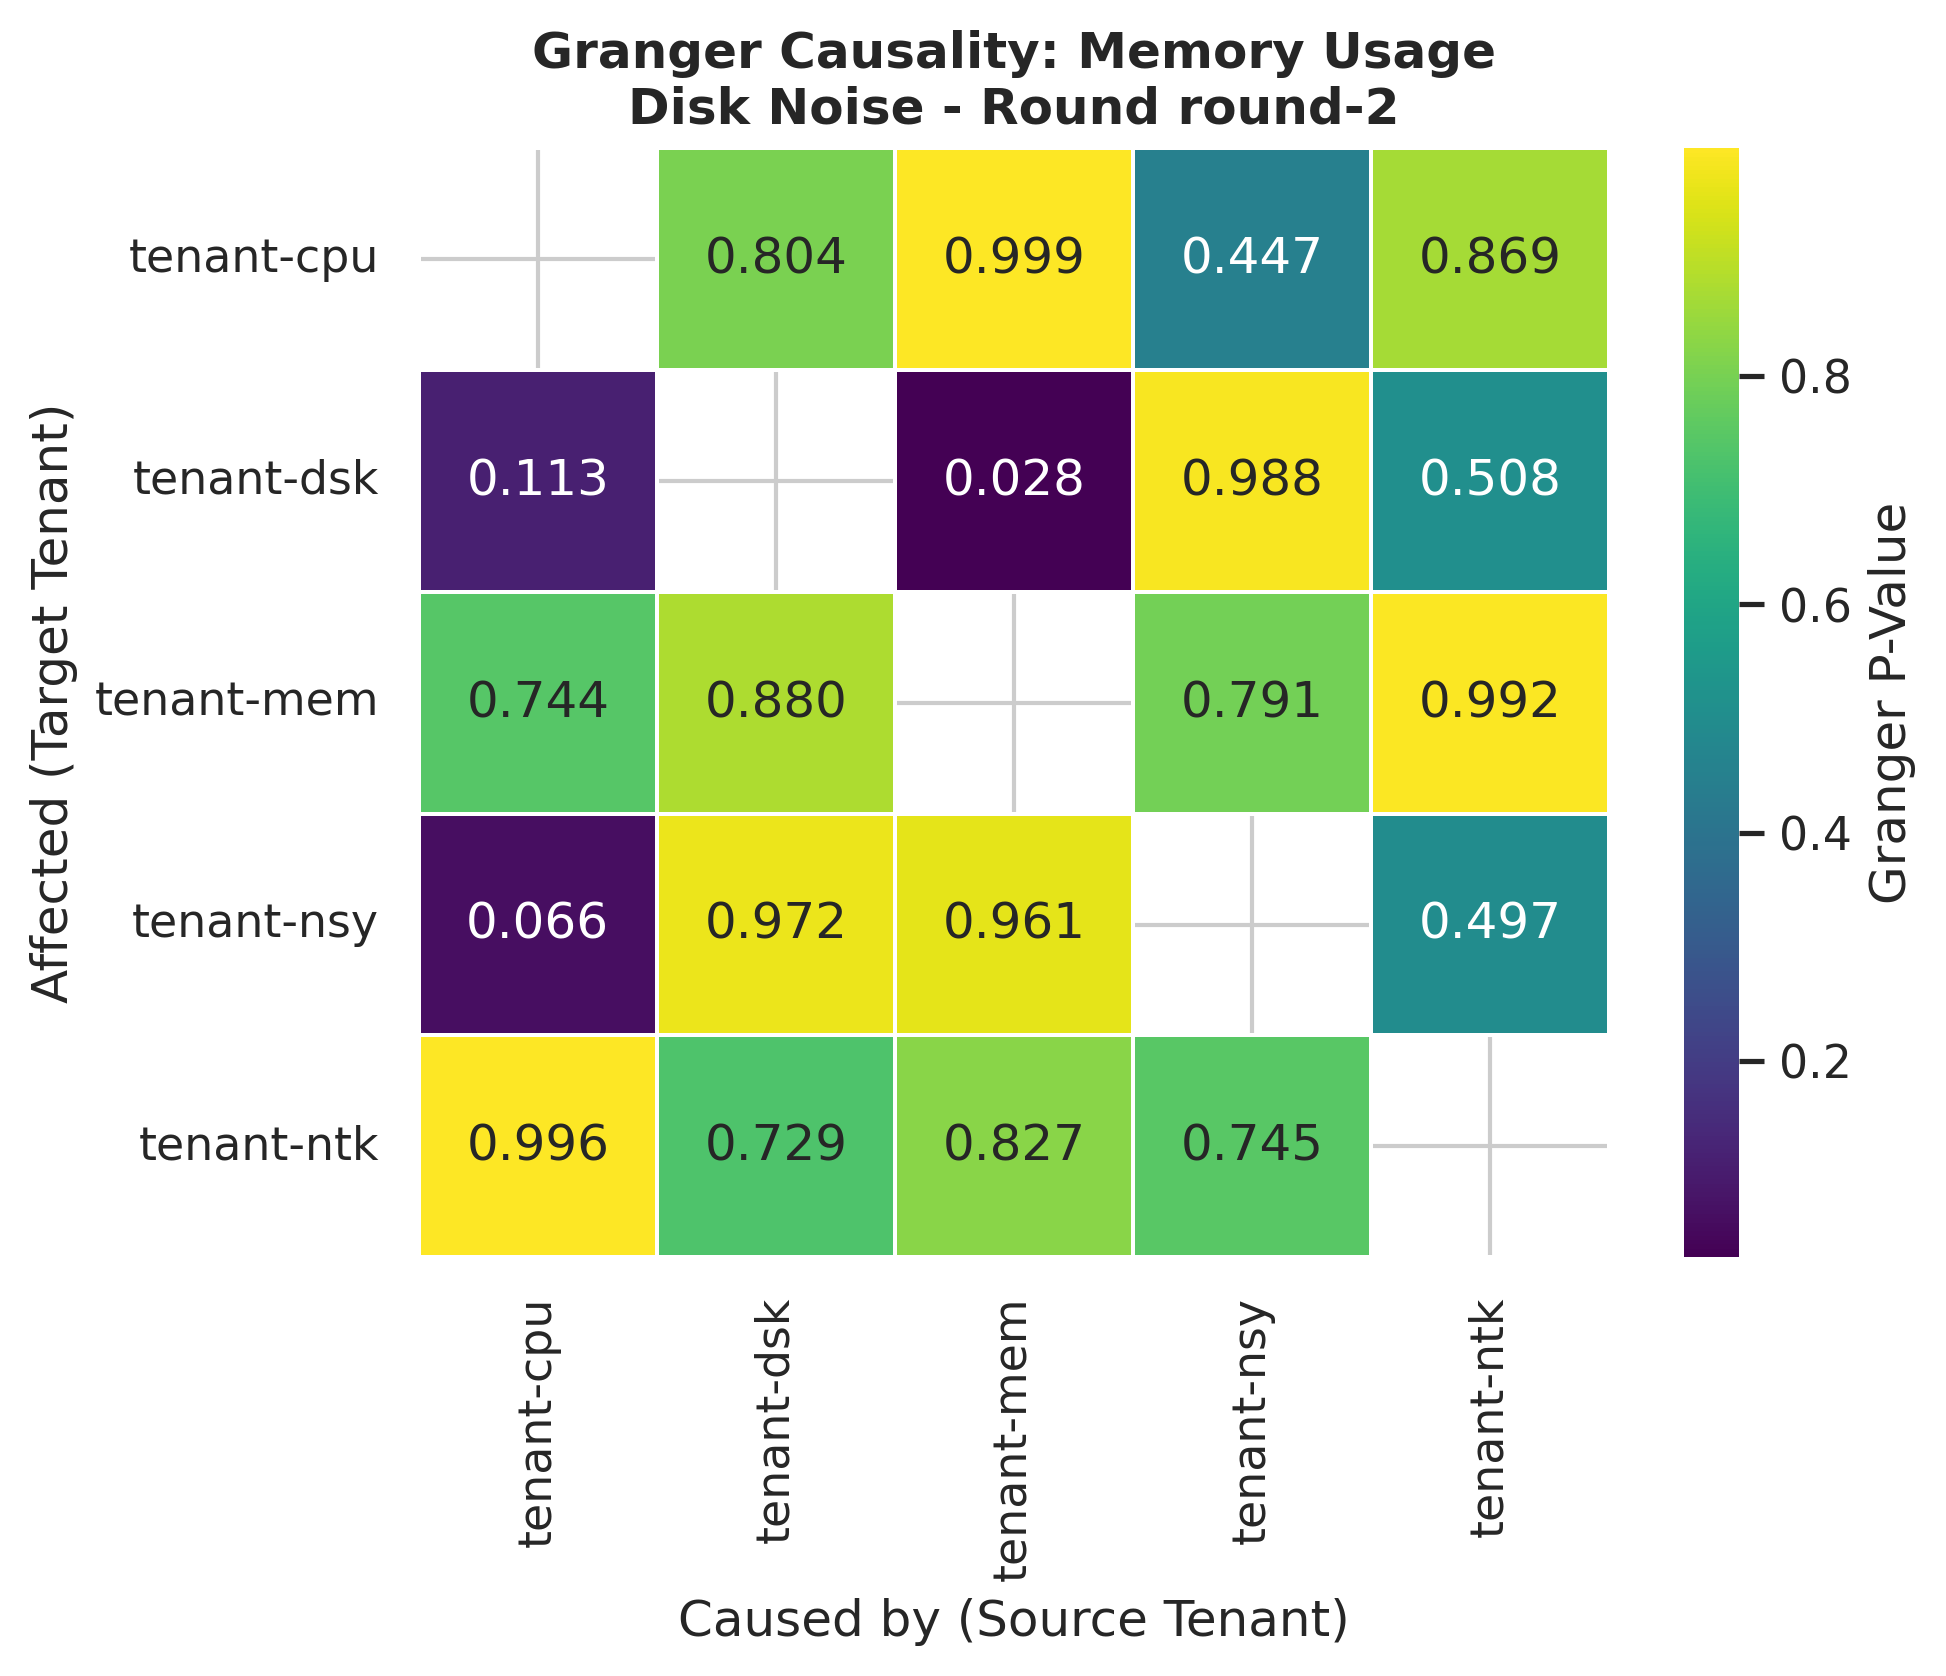 Granger Causality: Memory Usage
Disk Noise - Round round-2
Affected (Target Tenant)
tenant-cpu
0.804 0.999 0.447 0.869
tenant-dsk
0.113 0.028 0.988 0.508
tenant-mem
0.744 0.880 0.791 0.992
tenant-nsy
0.066 0.972 0.961 0.497
tenant-ntk
0.996 0.729 0.827 0.745
tenant-cpu
tenant-dsk
tenant-mem
tenant-nsy
tenant-ntk
Caused by (Source Tenant)
0.8
0.6
0.4
0.2
Granger P-Value